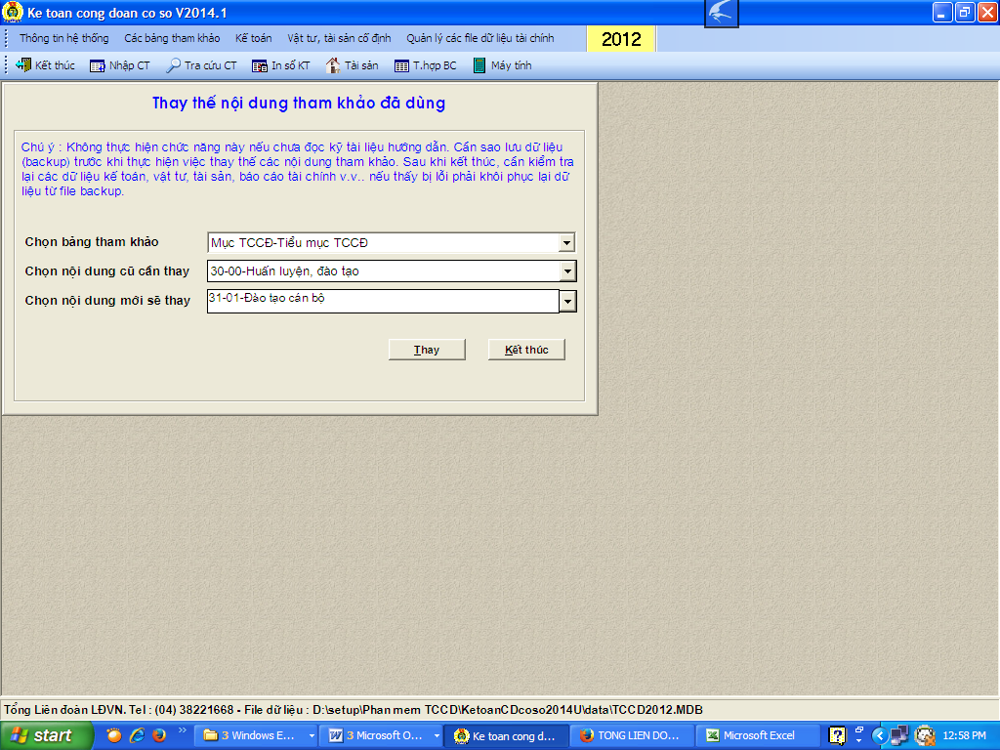 Ke toan cong doan co so V2014.1
Thông tin hệ thống Các bảng tham khảo Kế toán Vật tư, tài sản cố định Quản lý các file dữ liệu tài chính 2012
Kết thúc Nhập CT Tra cứu CT In sổ KT Tài sản T.hợp BC Máy tính
Thay thế nội dung tham khảo đã dùng
Chú ý : Không thực hiện chức năng này nếu chưa đọc kỹ tài liệu hướng dẫn. Cần sao lưu dữ liệu
(backup) trước khi thực hiện việc thay thế các nội dung tham khảo. Sau khi kết thúc, cần kiểm tra
lại các dữ liệu kế toán, vật tư, tài sản, báo cáo tài chính v.v.. nếu thấy bị lỗi phải khôi phục lại dữ
liệu từ file backup.
Chọn bảng tham khảo Mục TCCĐ-Tiểu mục TCCĐ
Chọn nội dung cũ cần thay 30-00-Huấn luyện, đào tạo
Chọn nội dung mới sẽ thay 31-01-Đào tạo cán bộ
Thay Kết thúc
Tổng Liên đoàn LĐVN. Tel : (04) 38221668 - File dữ liệu : D:\setup\Phan mem TCCD\KetoanCDcoso2014U\data\TCCD2012.MDB
start 3 Windows E... 3 Microsoft O... Ke toan cong d... TONG LIEN DO... Microsoft Excel 12:58 PM